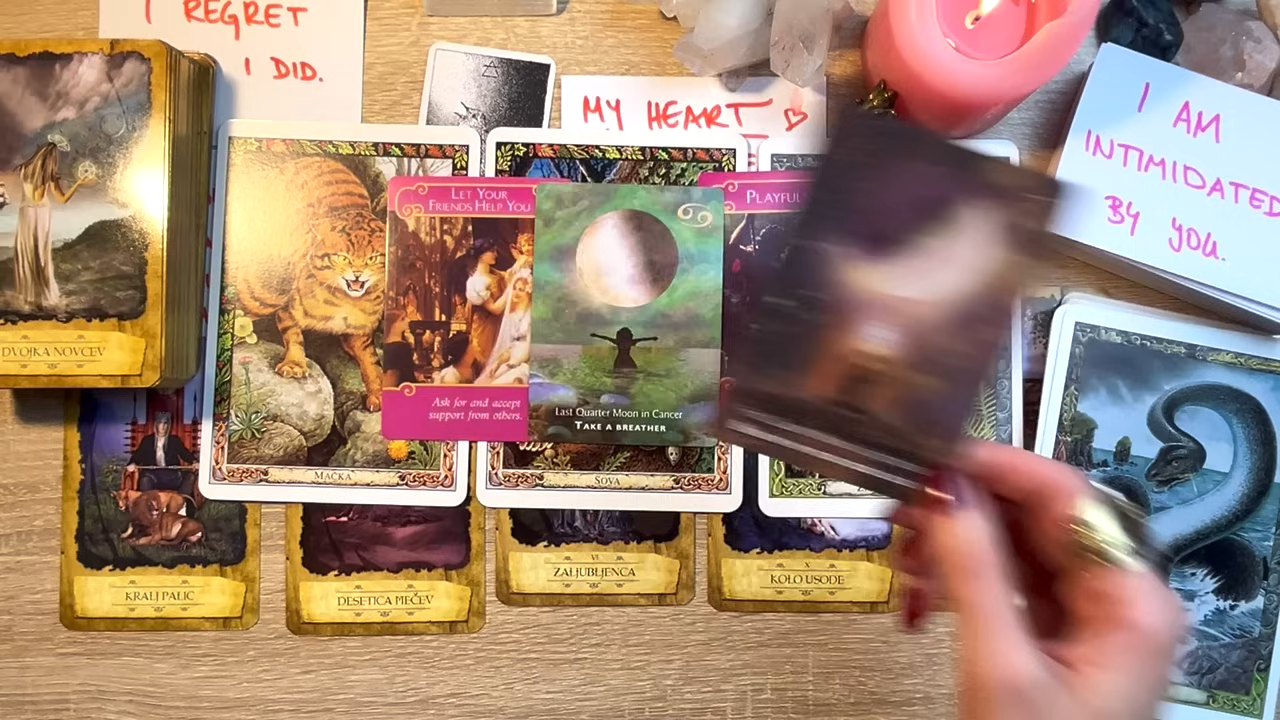 I REGRET
I DID.
MY HEART
I AM
INTIMIDATED
BY YOU.
DVOJKA NOVCEV
LET YOUR
FRIENDS HELP YOU
PLAYFUL
Ask for and accept
support from others.
Last Quarter Moon in Cancer
TAKE A BREATHER
MAČKA
SOVA
KRALJ PALIC
DESETICA MEČEV
VI
ZALJUBLJENCA
X
KOLO USODE